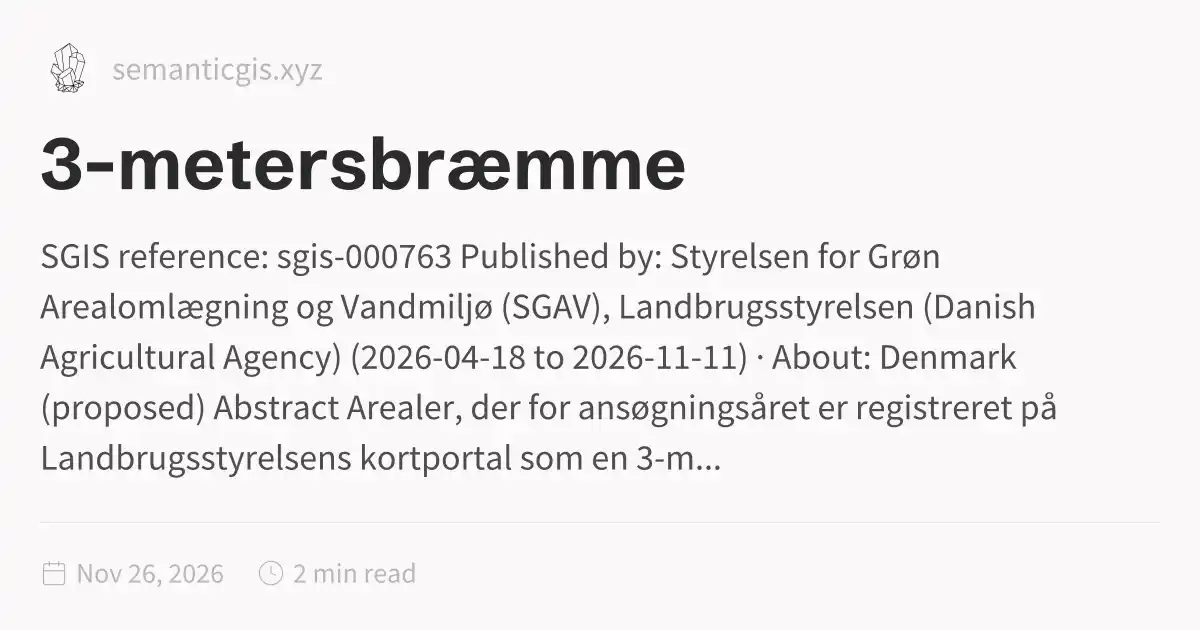 semanticgis.xyz
3-metersbræmme
SGIS reference: sgis-000763 Published by: Styrelsen for Grøn
Arealomlægning og Vandmiljø (SGAV), Landbrugsstyrelsen (Danish
Agricultural Agency) (2026-04-18 to 2026-11-11) · About: Denmark
(proposed) Abstract Arealer, der for ansøgningsåret er registreret på
Landbrugsstyrelsens kortportal som en 3-m...
Nov 26, 2026 2 min read